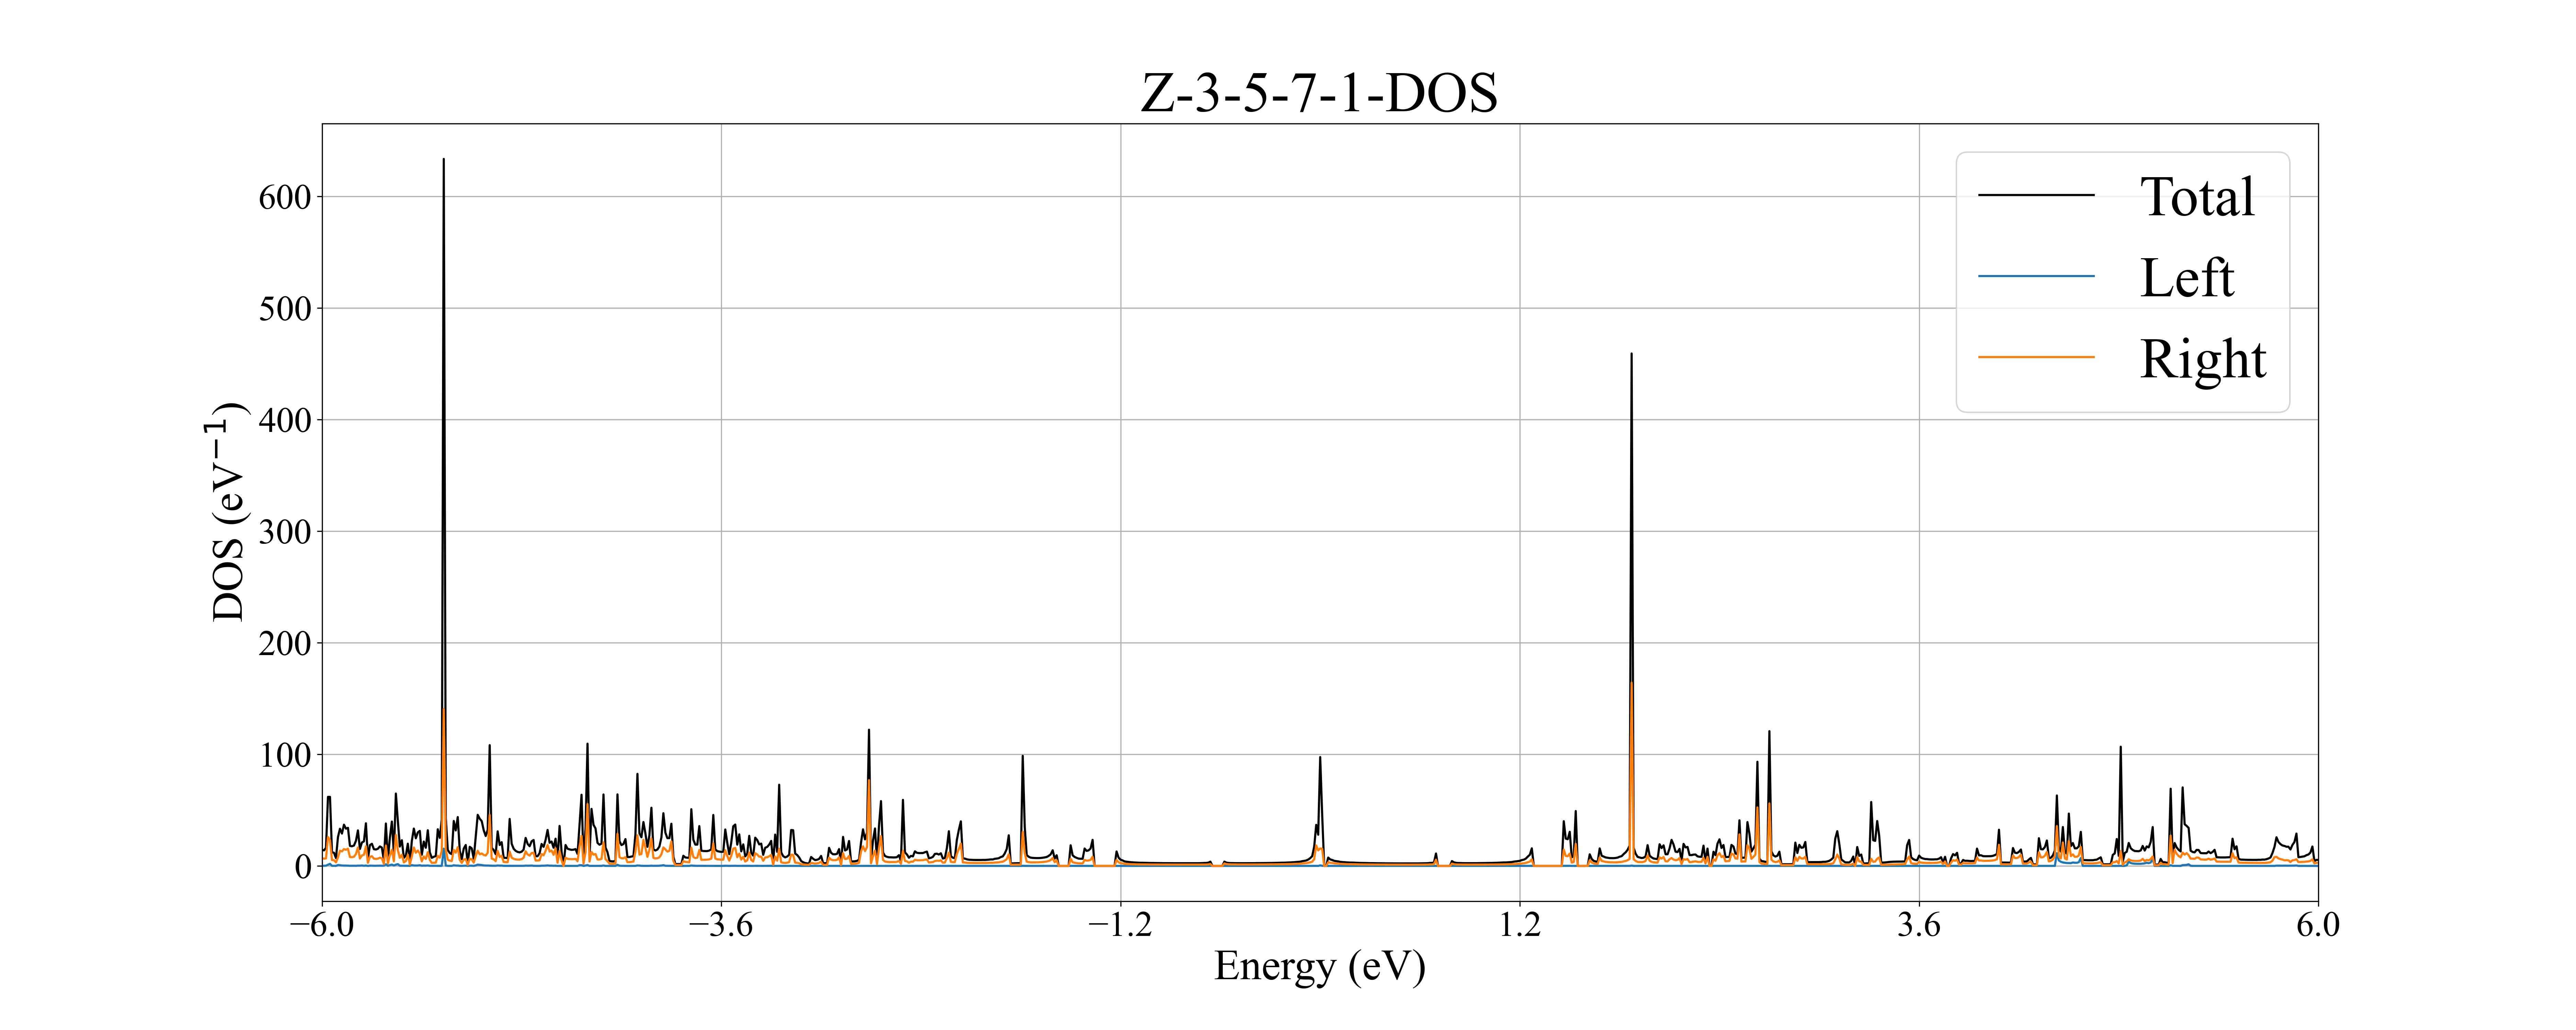 Z-3-5-7-1-DOS
Total
Left
Right
DOS (eV⁻¹)
600
500
400
300
200
100
0
−6.0
−3.6
−1.2
1.2
3.6
6.0
Energy (eV)